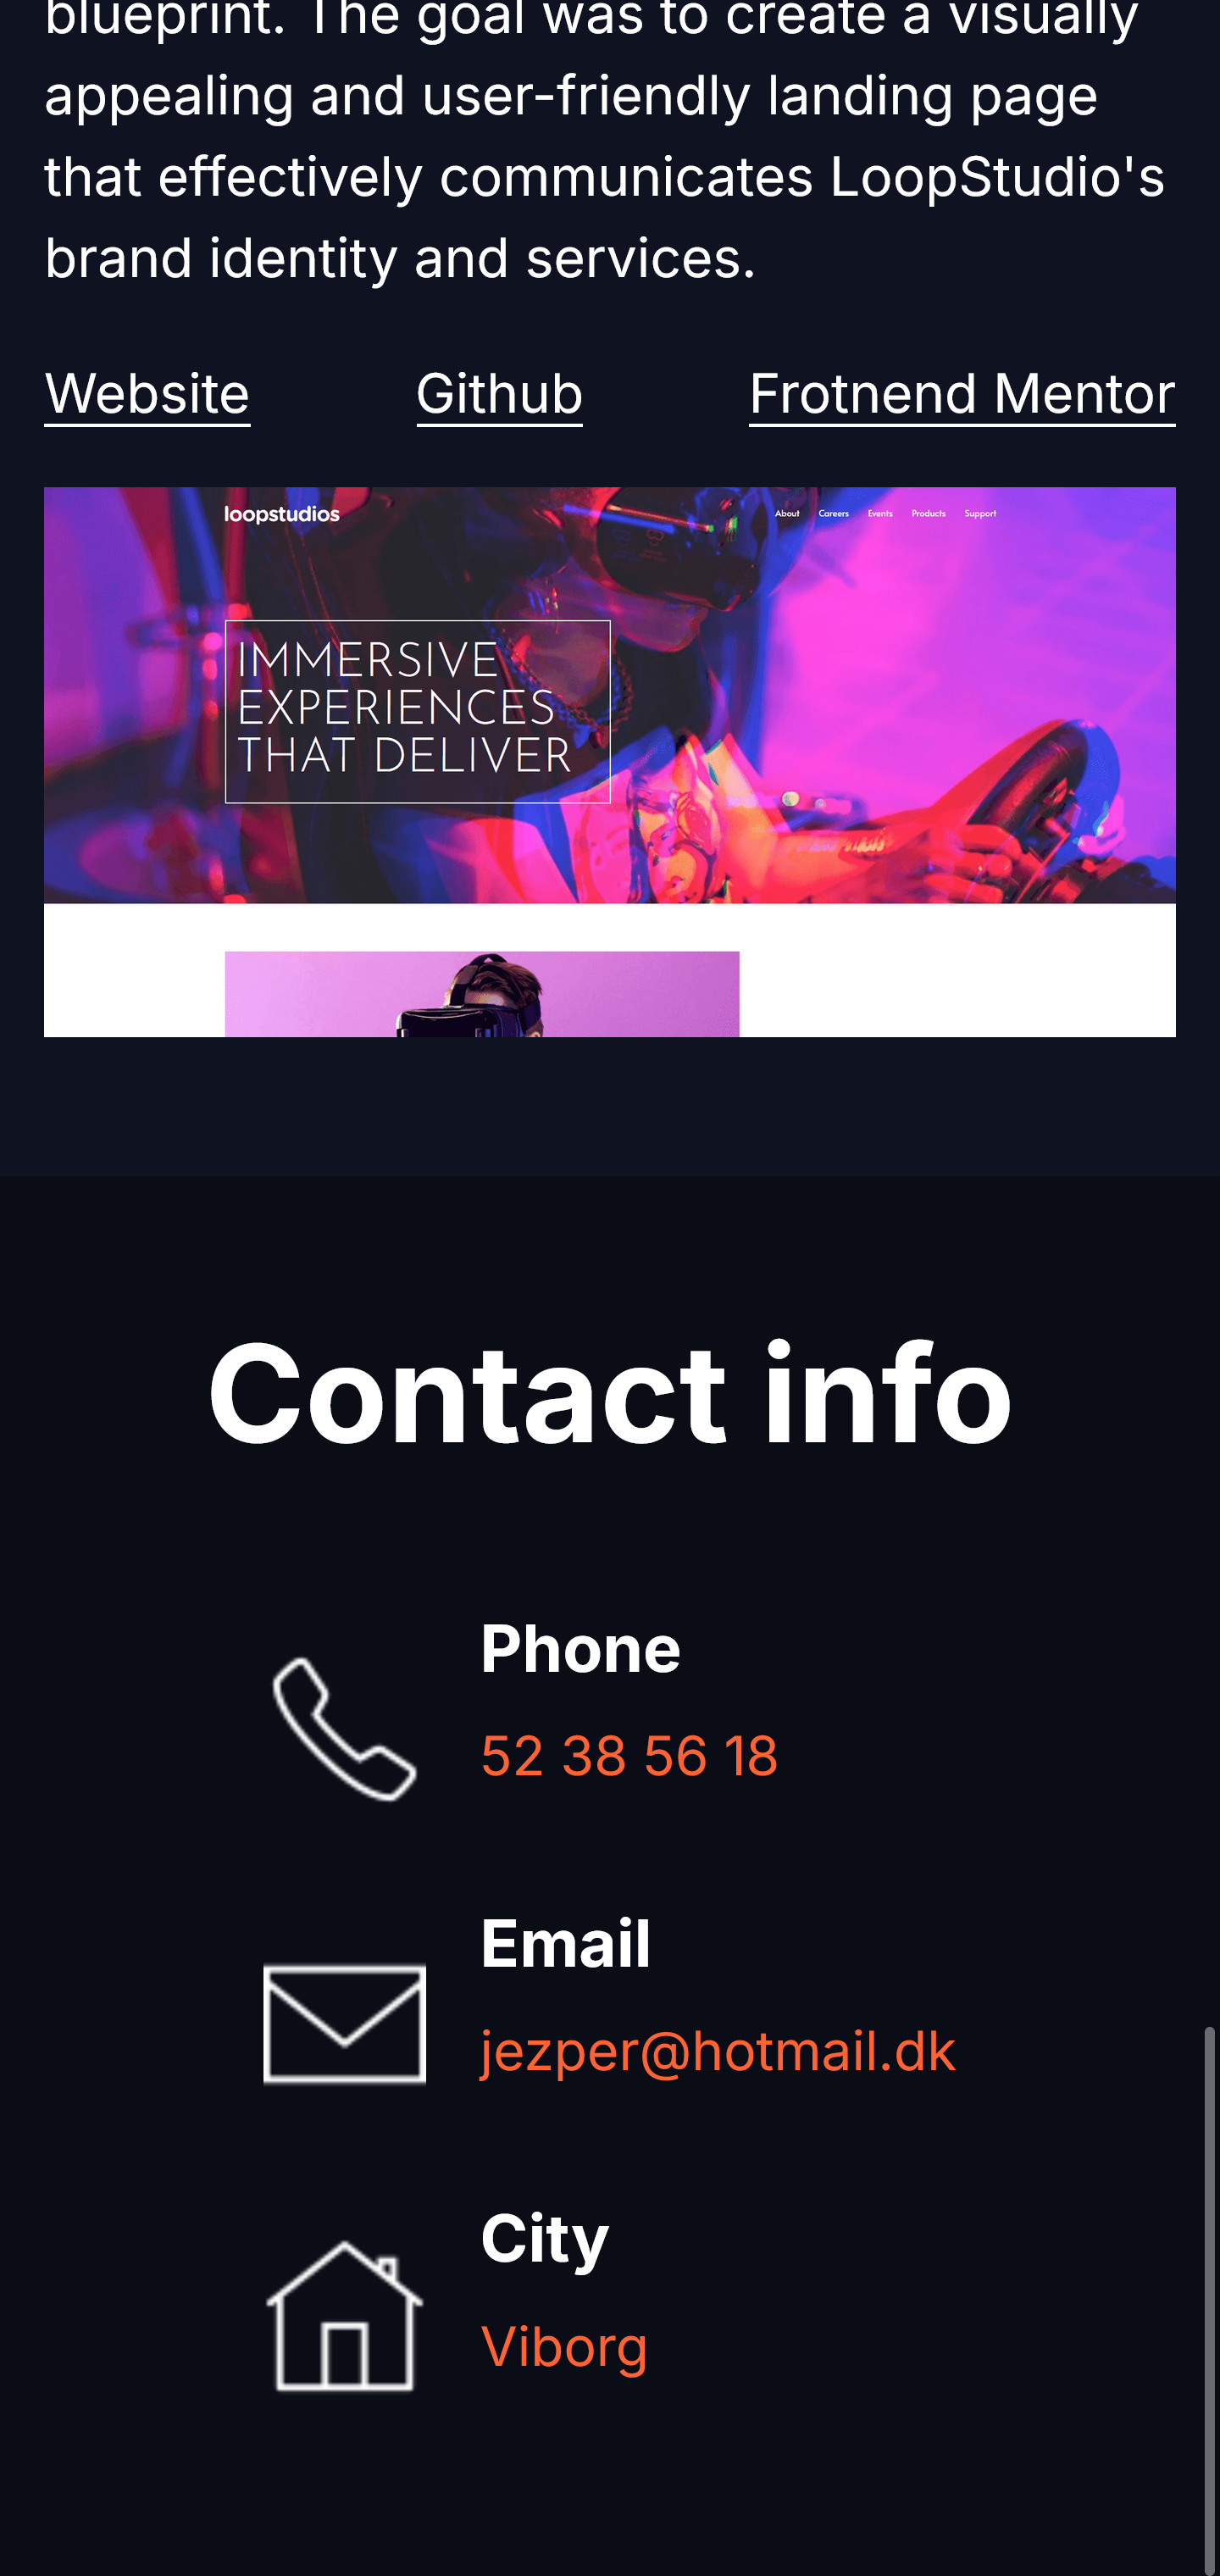 blueprint. The goal was to create a visually
appealing and user-friendly landing page
that effectively communicates LoopStudio's
brand identity and services.
Website Github Frotnend Mentor
loopstudios About Careers Events Products Support
IMMERSIVE
EXPERIENCES
THAT DELIVER
Contact info
Phone
52 38 56 18
Email
jezper@hotmail.dk
City
Viborg